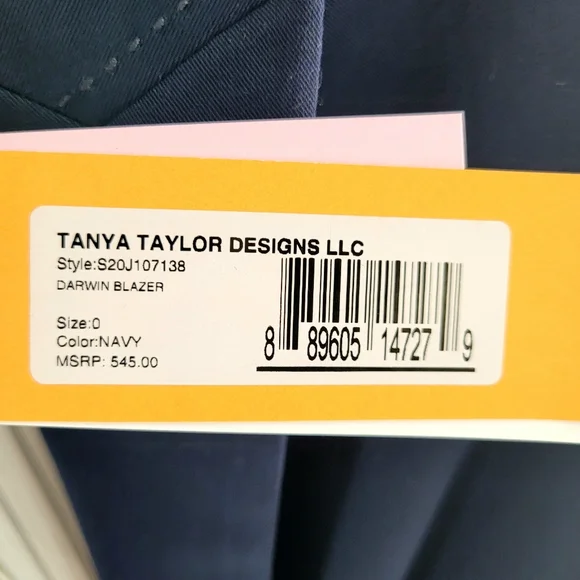 TANYA TAYLOR DESIGNS LLC
Style:S20J107138
DARWIN BLAZER
Size:0
Color:NAVY
MSRP: 545.00
8 89605 14727 9